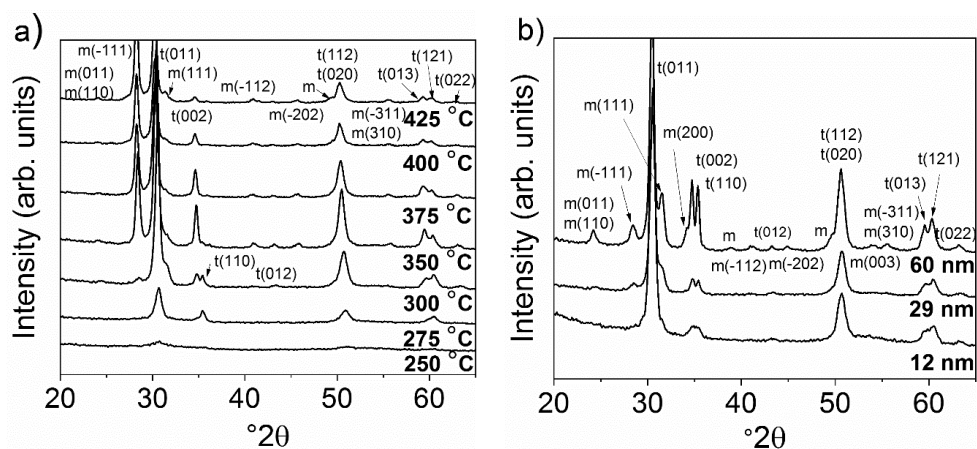 a)
m(-111)
t(011)
m(111)
m(011)
m(110)
t(002)
m(-112)
m(-202)
m
t(112)
t(020)
m(-311)
m(310)
t(013)
t(121)
t(022)
425 °C
400 °C
375 °C
350 °C
300 °C
275 °C
250 °C
t(110)
t(012)
Intensity (arb. units)
20 30 40 50 60
°2θ
b)
t(011)
m(111)
m(-111)
m(011)
m(110)
m(200)
t(002)
t(110)
t(112)
t(020)
t(121)
t(013)
m(-311)
m(310)
t(022)
m
t(012)
m
m(-112)
m(-202)
m(003)
60 nm
29 nm
12 nm
Intensity (arb. units)
20 30 40 50 60
°2θ